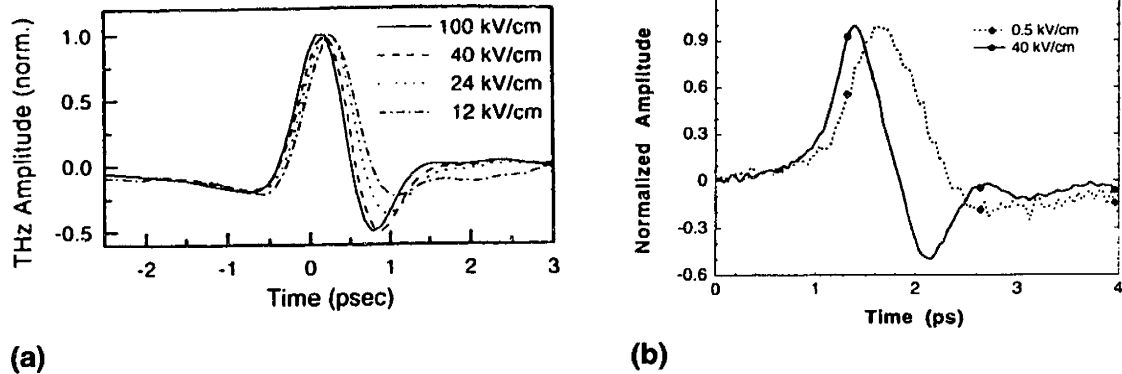 THz Amplitude (norm.)
1.0
0.5
0.0
-0.5
100 kV/cm
40 kV/cm
24 kV/cm
12 kV/cm
-2
-1
0
1
2
3
Time (psec)
(a)
Normalized Amplitude
0.9
0.6
0.3
0
-0.3
-0.6
0.5 kV/cm
40 kV/cm
0
1
2
3
4
Time (ps)
(b)